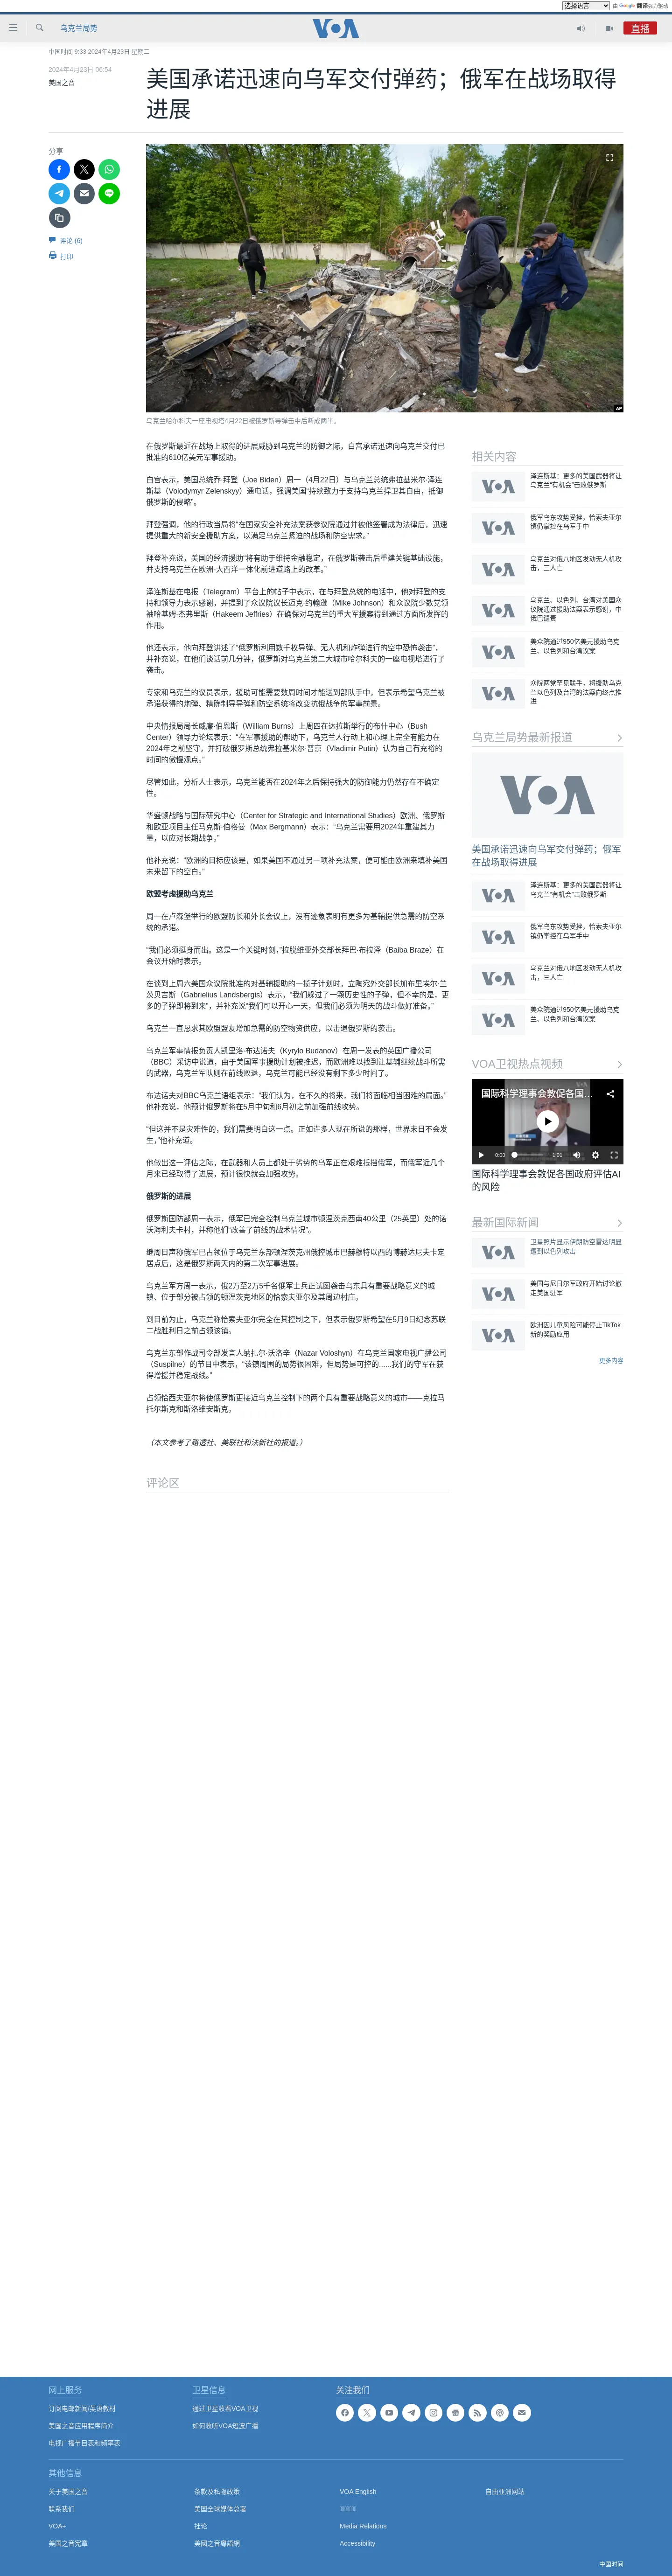 选择语言 由 Google 翻译强力驱动
乌克兰局势
VOA
直播
中国时间 9:33 2024年4月23日 星期二
2024年4月23日 06:54
美国之音
美国承诺迅速向乌军交付弹药；俄军在战场取得
进展
分享
评论 (6)
打印
AP
乌克兰哈尔科夫一座电视塔4月22日被俄罗斯导弹击中后断成两半。
在俄罗斯最近在战场上取得的进展威胁到乌克兰的防御之际，白宫承诺迅速向乌克兰交付已
批准的610亿美元军事援助。
白宫表示，美国总统乔·拜登（Joe Biden）周一（4月22日）与乌克兰总统弗拉基米尔·泽连
斯基（Volodymyr Zelenskyy）通电话，强调美国“持续致力于支持乌克兰捍卫其自由，抵御
俄罗斯的侵略”。
拜登强调，他的行政当局将“在国家安全补充法案获参议院通过并被他签署成为法律后，迅速
提供重大的新安全援助方案，以满足乌克兰紧迫的战场和防空需求。”
拜登补充说，美国的经济援助“将有助于维持金融稳定，在俄罗斯袭击后重建关键基础设施，
并支持乌克兰在欧洲-大西洋一体化前进道路上的改革。”
泽连斯基在电报（Telegram）平台上的帖子中表示，在与拜登总统的电话中，他对拜登的支
持和领导力表示感谢，并提到了众议院议长迈克·约翰逊（Mike Johnson）和众议院少数党领
袖哈基姆·杰弗里斯（Hakeem Jeffries）在确保对乌克兰的重大军援案得到通过方面所发挥的
作用。
他还表示，他向拜登讲述了“俄罗斯利用数千枚导弹、无人机和炸弹进行的空中恐怖袭击”，
并补充说，在他们谈话前几分钟，俄罗斯对乌克兰第二大城市哈尔科夫的一座电视塔进行了
袭击。
专家和乌克兰的议员表示，援助可能需要数周时间才能送到部队手中，但表示希望乌克兰被
承诺获得的炮弹、精确制导导弹和防空系统将改变抗俄战争的军事前景。
中央情报局局长威廉·伯恩斯（William Burns）上周四在达拉斯举行的布什中心（Bush
Center）领导力论坛表示：“在军事援助的帮助下，乌克兰人行动上和心理上完全有能力在
2024年之前坚守，并打破俄罗斯总统弗拉基米尔·普京（Vladimir Putin）认为自己有充裕的
时间的傲慢观点。”
尽管如此，分析人士表示，乌克兰能否在2024年之后保持强大的防御能力仍然存在不确定
性。
华盛顿战略与国际研究中心（Center for Strategic and International Studies）欧洲、俄罗斯
和欧亚项目主任马克斯·伯格曼（Max Bergmann）表示：“乌克兰需要用2024年重建其力
量，以应对长期战争。”
他补充说：“欧洲的目标应该是，如果美国不通过另一项补充法案，便可能由欧洲来填补美国
未来留下的空白。”
欧盟考虑援助乌克兰
周一在卢森堡举行的欧盟防长和外长会议上，没有迹象表明有更多为基辅提供急需的防空系
统的承诺。
“我们必须挺身而出。这是一个关键时刻，”拉脱维亚外交部长拜巴·布拉泽（Baiba Braze）在
会议开始时表示。
在谈到上周六美国众议院批准的对基辅援助的一揽子计划时，立陶宛外交部长加布里埃尔·兰
茨贝吉斯（Gabrielius Landsbergis）表示，“我们躲过了一颗历史性的子弹，但不幸的是，更
多的子弹即将到来”，并补充说“我们可以开心一天，但我们必须为明天的战斗做好准备。”
乌克兰一直恳求其欧盟盟友增加急需的防空物资供应，以击退俄罗斯的袭击。
乌克兰军事情报负责人凯里洛·布达诺夫（Kyrylo Budanov）在周一发表的英国广播公司
（BBC）采访中说道，由于美国军事援助计划被推迟，而欧洲难以找到让基辅继续战斗所需
的武器，乌克兰军队则在前线败退，乌克兰可能已经没有剩下多少时间了。
布达诺夫对BBC乌克兰语组表示：“我们认为，在不久的将来，我们将面临相当困难的局面。”
他补充说，他预计俄罗斯将在5月中旬和6月初之前加强前线攻势。
“但这并不是灾难性的，我们需要明白这一点。正如许多人现在所说的那样，世界末日不会发
生，”他补充道。
他做出这一评估之际，在武器和人员上都处于劣势的乌军正在艰难抵挡俄军，而俄军近几个
月来已经取得了进展，预计很快就会加强攻势。
俄罗斯的进展
俄罗斯国防部周一表示，俄军已完全控制乌克兰城市顿涅茨克西南40公里（25英里）处的诺
沃海利夫卡村，并称他们“改善了前线的战术情况”。
继周日声称俄军已占领位于乌克兰东部顿涅茨克州俄控城市巴赫穆特以西的博赫达尼夫卡定
居点后，这是俄罗斯两天内的第二次军事进展。
乌克兰军方周一表示，俄2万至2万5千名俄军士兵正试图袭击乌东具有重要战略意义的城
镇、位于部分被占领的顿涅茨克地区的恰索夫亚尔及其周边村庄。
到目前为止，乌克兰称恰索夫亚尔完全在其控制之下，但表示俄罗斯希望在5月9日纪念苏联
二战胜利日之前占领该镇。
乌克兰东部作战司令部发言人纳扎尔·沃洛辛（Nazar Voloshyn）在乌克兰国家电视广播公司
（Suspilne）的节目中表示，“该镇周围的局势很困难，但局势是可控的......我们的守军在获
得增援并稳定战线。”
占领恰西夫亚尔将使俄罗斯更接近乌克兰控制下的两个具有重要战略意义的城市——克拉马
托尔斯克和斯洛维安斯克。
（本文参考了路透社、美联社和法新社的报道。）
评论区
相关内容
泽连斯基：更多的美国武器将让
乌克兰“有机会”击败俄罗斯
俄军乌东攻势受挫，恰索夫亚尔
镇仍掌控在乌军手中
乌克兰对俄八地区发动无人机攻
击，三人亡
乌克兰、以色列、台湾对美国众
议院通过援助法案表示感谢，中
俄巴谴责
美众院通过950亿美元援助乌克
兰、以色列和台湾议案
众院两党罕见联手，将援助乌克
兰以色列及台湾的法案向终点推
进
乌克兰局势最新报道
VOA
美国承诺迅速向乌军交付弹药；俄军
在战场取得进展
泽连斯基：更多的美国武器将让
乌克兰“有机会”击败俄罗斯
俄军乌东攻势受挫，恰索夫亚尔
镇仍掌控在乌军手中
乌克兰对俄八地区发动无人机攻
击，三人亡
美众院通过950亿美元援助乌克
兰、以色列和台湾议案
VOA卫视热点视频
国际科学理事会敦促各国…
0:00 1:01
国际科学理事会敦促各国政府评估AI
的风险
最新国际新闻
卫星照片显示伊朗防空雷达明显
遭到以色列攻击
美国与尼日尔军政府开始讨论撤
走美国驻军
欧洲因儿童风险可能停止TikTok
新的奖励应用
更多内容
网上服务
订阅电邮新闻/英语教材
美国之音应用程序简介
电视广播节目表和频率表
卫星信息
通过卫星收看VOA卫视
如何收听VOA短波广播
关注我们
其他信息
关于美国之音
联系我们
VOA+
美国之音宪章
条款及私隐政策
美国全球媒体总署
社论
美國之音粵語網
VOA English
Media Relations
Accessibility
自由亚洲网站
中国时间